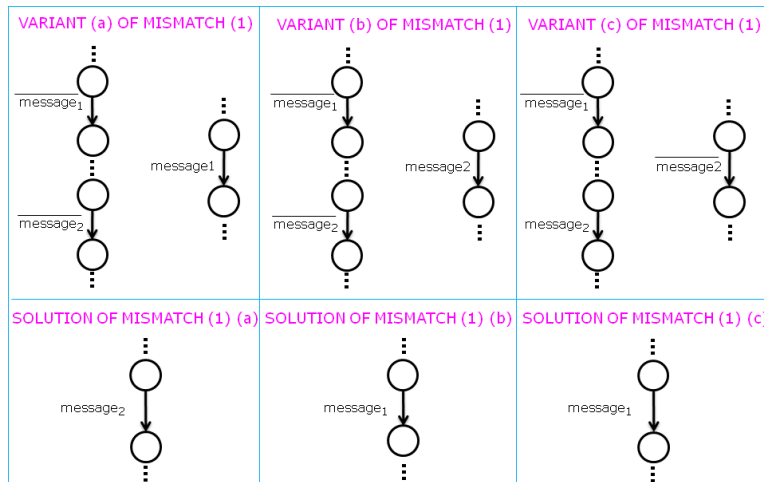 VARIANT (a) OF MISMATCH (1)
message₁
message1
message₂
VARIANT (b) OF MISMATCH (1)
message₁
message2
message₂
VARIANT (c) OF MISMATCH (1)
message₁
message2
message₂
SOLUTION OF MISMATCH (1) (a)
message₂
SOLUTION OF MISMATCH (1) (b)
message₁
SOLUTION OF MISMATCH (1) (c)
message₁